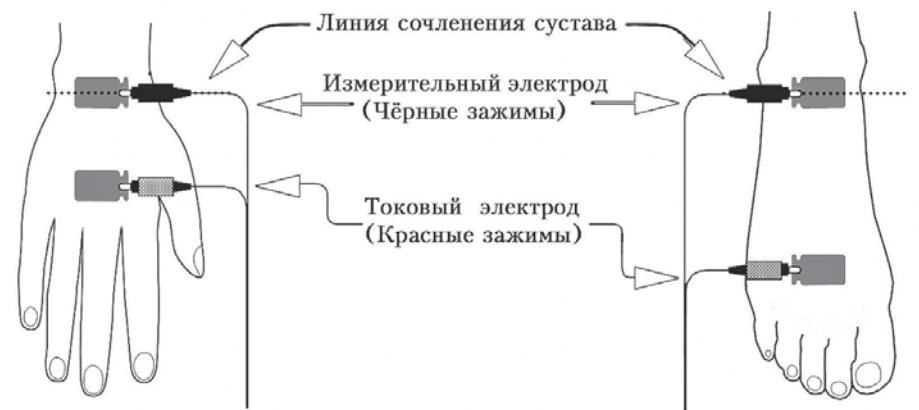 Линия сочленения сустава
Измерительный электрод
(Чёрные зажимы)
Токовый электрод
(Красные зажимы)